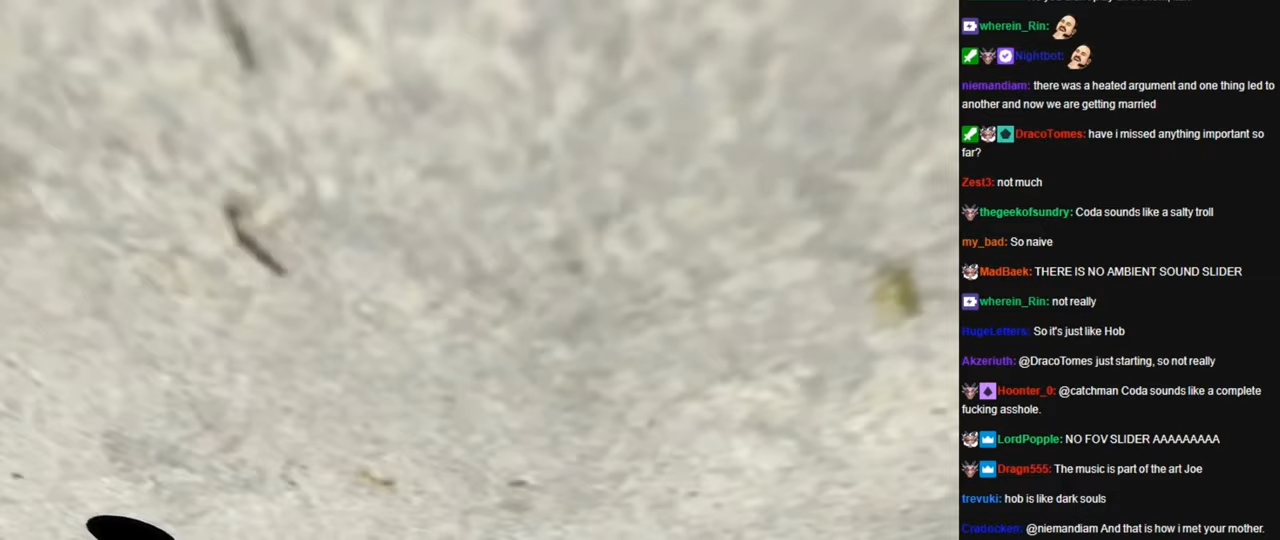 wherein_Rin:
Nightbot:
niemandiam: there was a heated argument and one thing led to
another and now we are getting married
DracoTomes: have i missed anything important so
far?
Zest3: not much
thegeekofsundry: Coda sounds like a salty troll
my_bad: So naive
MadBaek: THERE IS NO AMBIENT SOUND SLIDER
wherein_Rin: not really
HugeLetters: So it's just like Hob
Akzeriuth: @DracoTomes just starting, so not really
Hoonter_0: @catchman Coda sounds like a complete
fucking asshole.
LordPopple: NO FOV SLIDER AAAAAAAAA
Dragn555: The music is part of the art Joe
trevuki: hob is like dark souls
@niemandiam And that is how i met your mother.